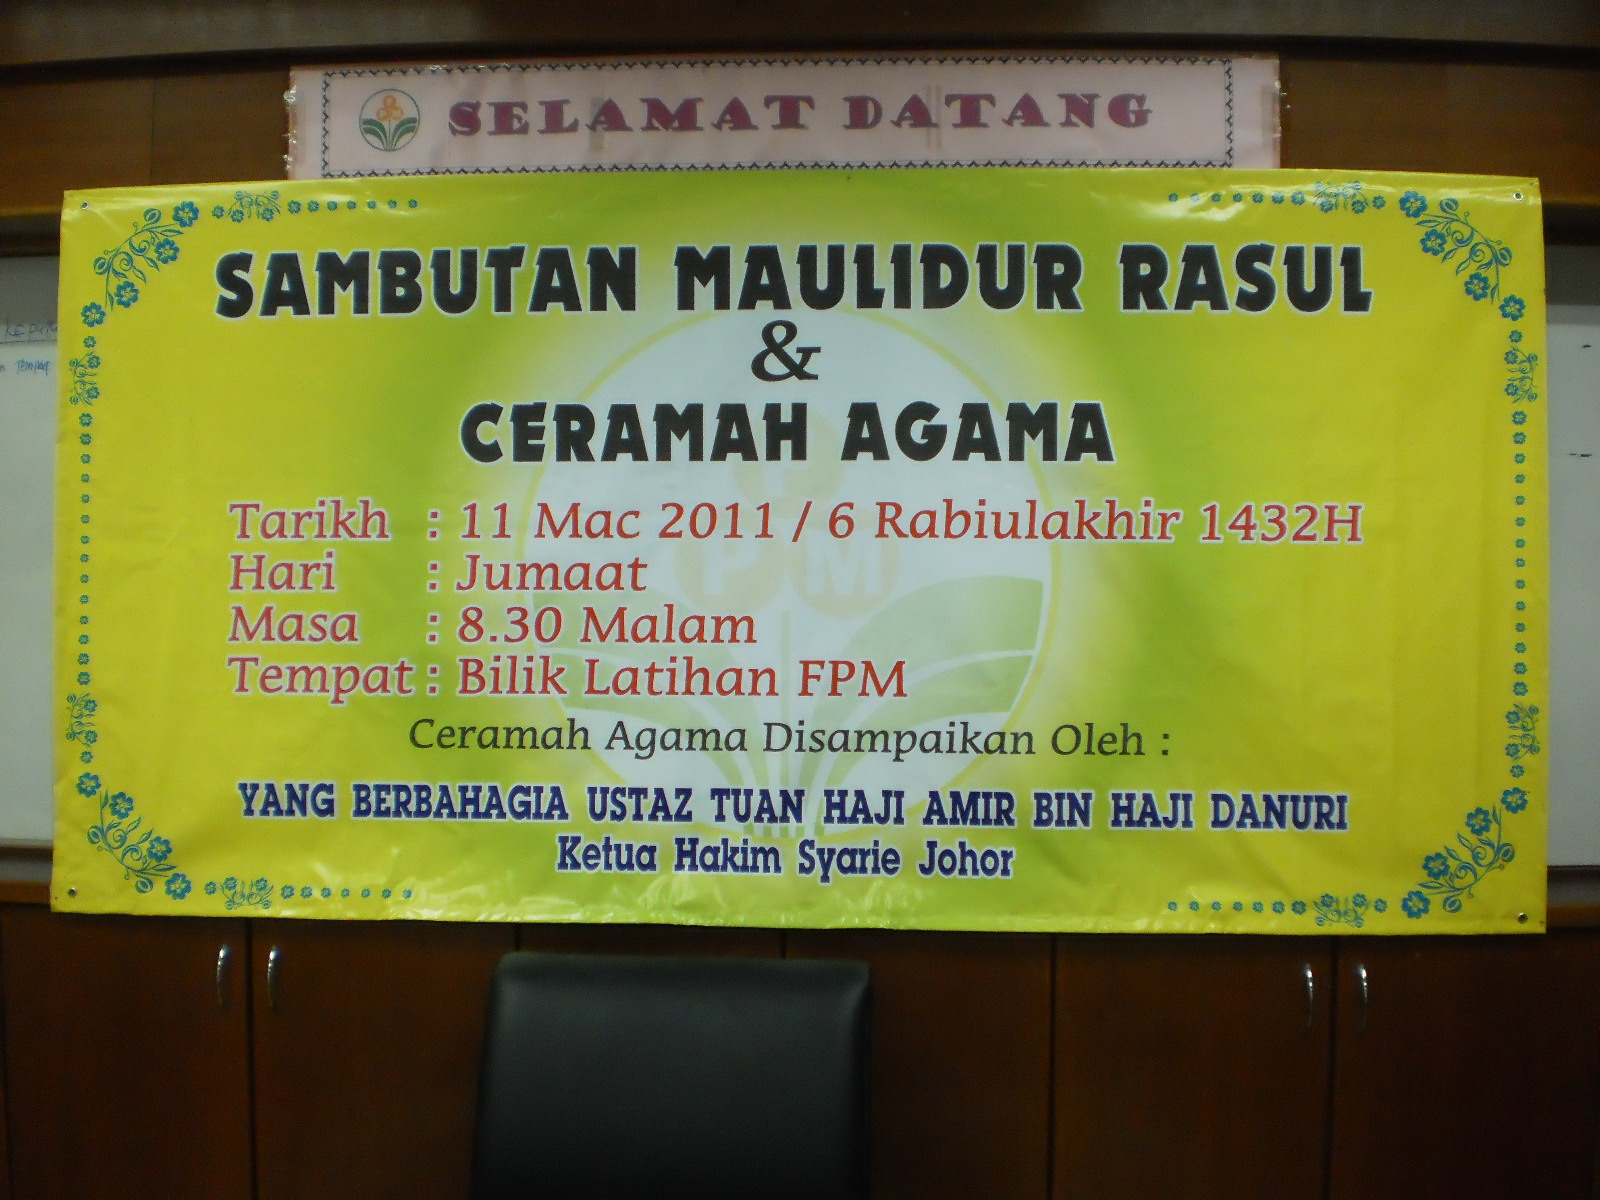 SELAMAT DATANG
SAMBUTAN MAULIDUR RASUL
&
CERAMAH AGAMA
Tarikh : 11 Mac 2011 / 6 Rabiulakhir 1432H
Hari : Jumaat
Masa : 8.30 Malam
Tempat : Bilik Latihan FPM
Ceramah Agama Disampaikan Oleh :
YANG BERBAHAGIA USTAZ TUAN HAJI AMIR BIN HAJI DANURI
Ketua Hakim Syarie Johor
F
P M
TEMPAT